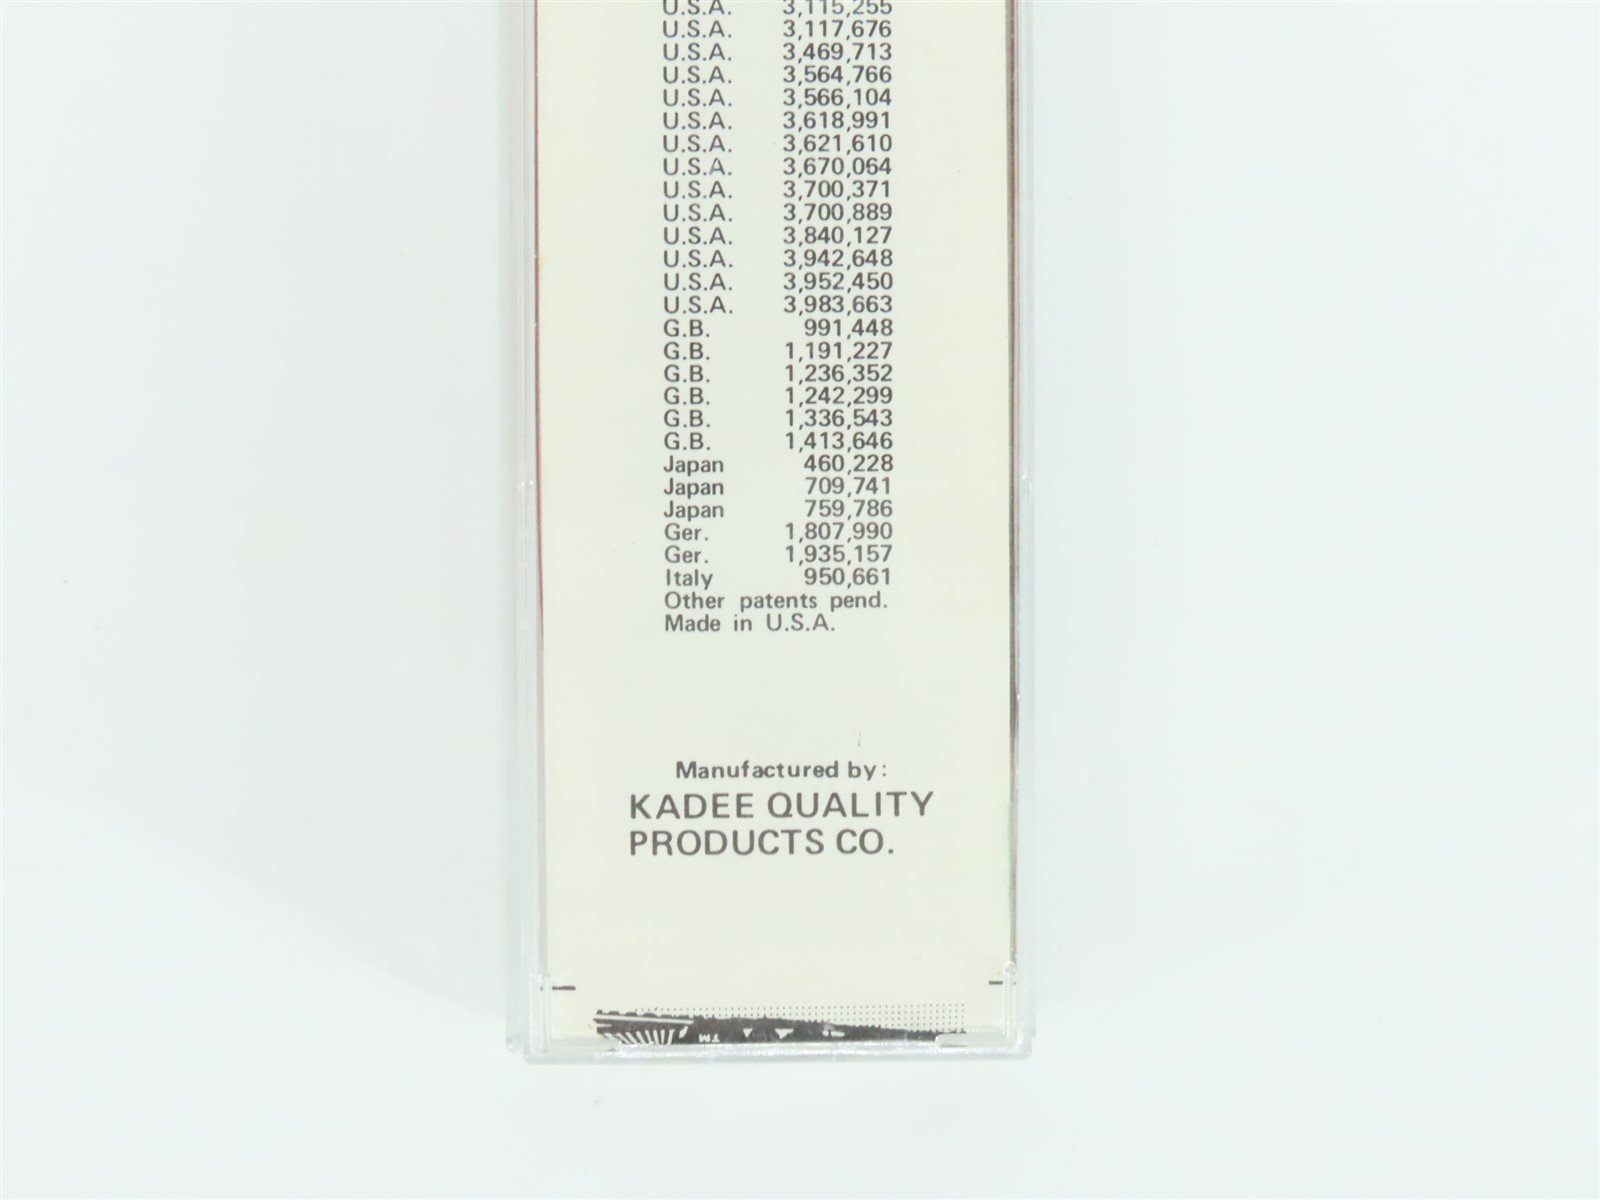 U.S.A. 3,115,255
U.S.A. 3,117,676
U.S.A. 3,469,713
U.S.A. 3,564,766
U.S.A. 3,566,104
U.S.A. 3,618,991
U.S.A. 3,621,610
U.S.A. 3,670,064
U.S.A. 3,700,371
U.S.A. 3,700,889
U.S.A. 3,840,127
U.S.A. 3,942,648
U.S.A. 3,952,450
U.S.A. 3,983,663
G.B. 991,448
G.B. 1,191,227
G.B. 1,236,352
G.B. 1,242,299
G.B. 1,336,543
G.B. 1,413,646
Japan 460,228
Japan 709,741
Japan 759,786
Ger. 1,807,990
Ger. 1,935,157
Italy 950,661
Other patents pend.
Made in U.S.A.
Manufactured by:
KADEE QUALITY
PRODUCTS CO.